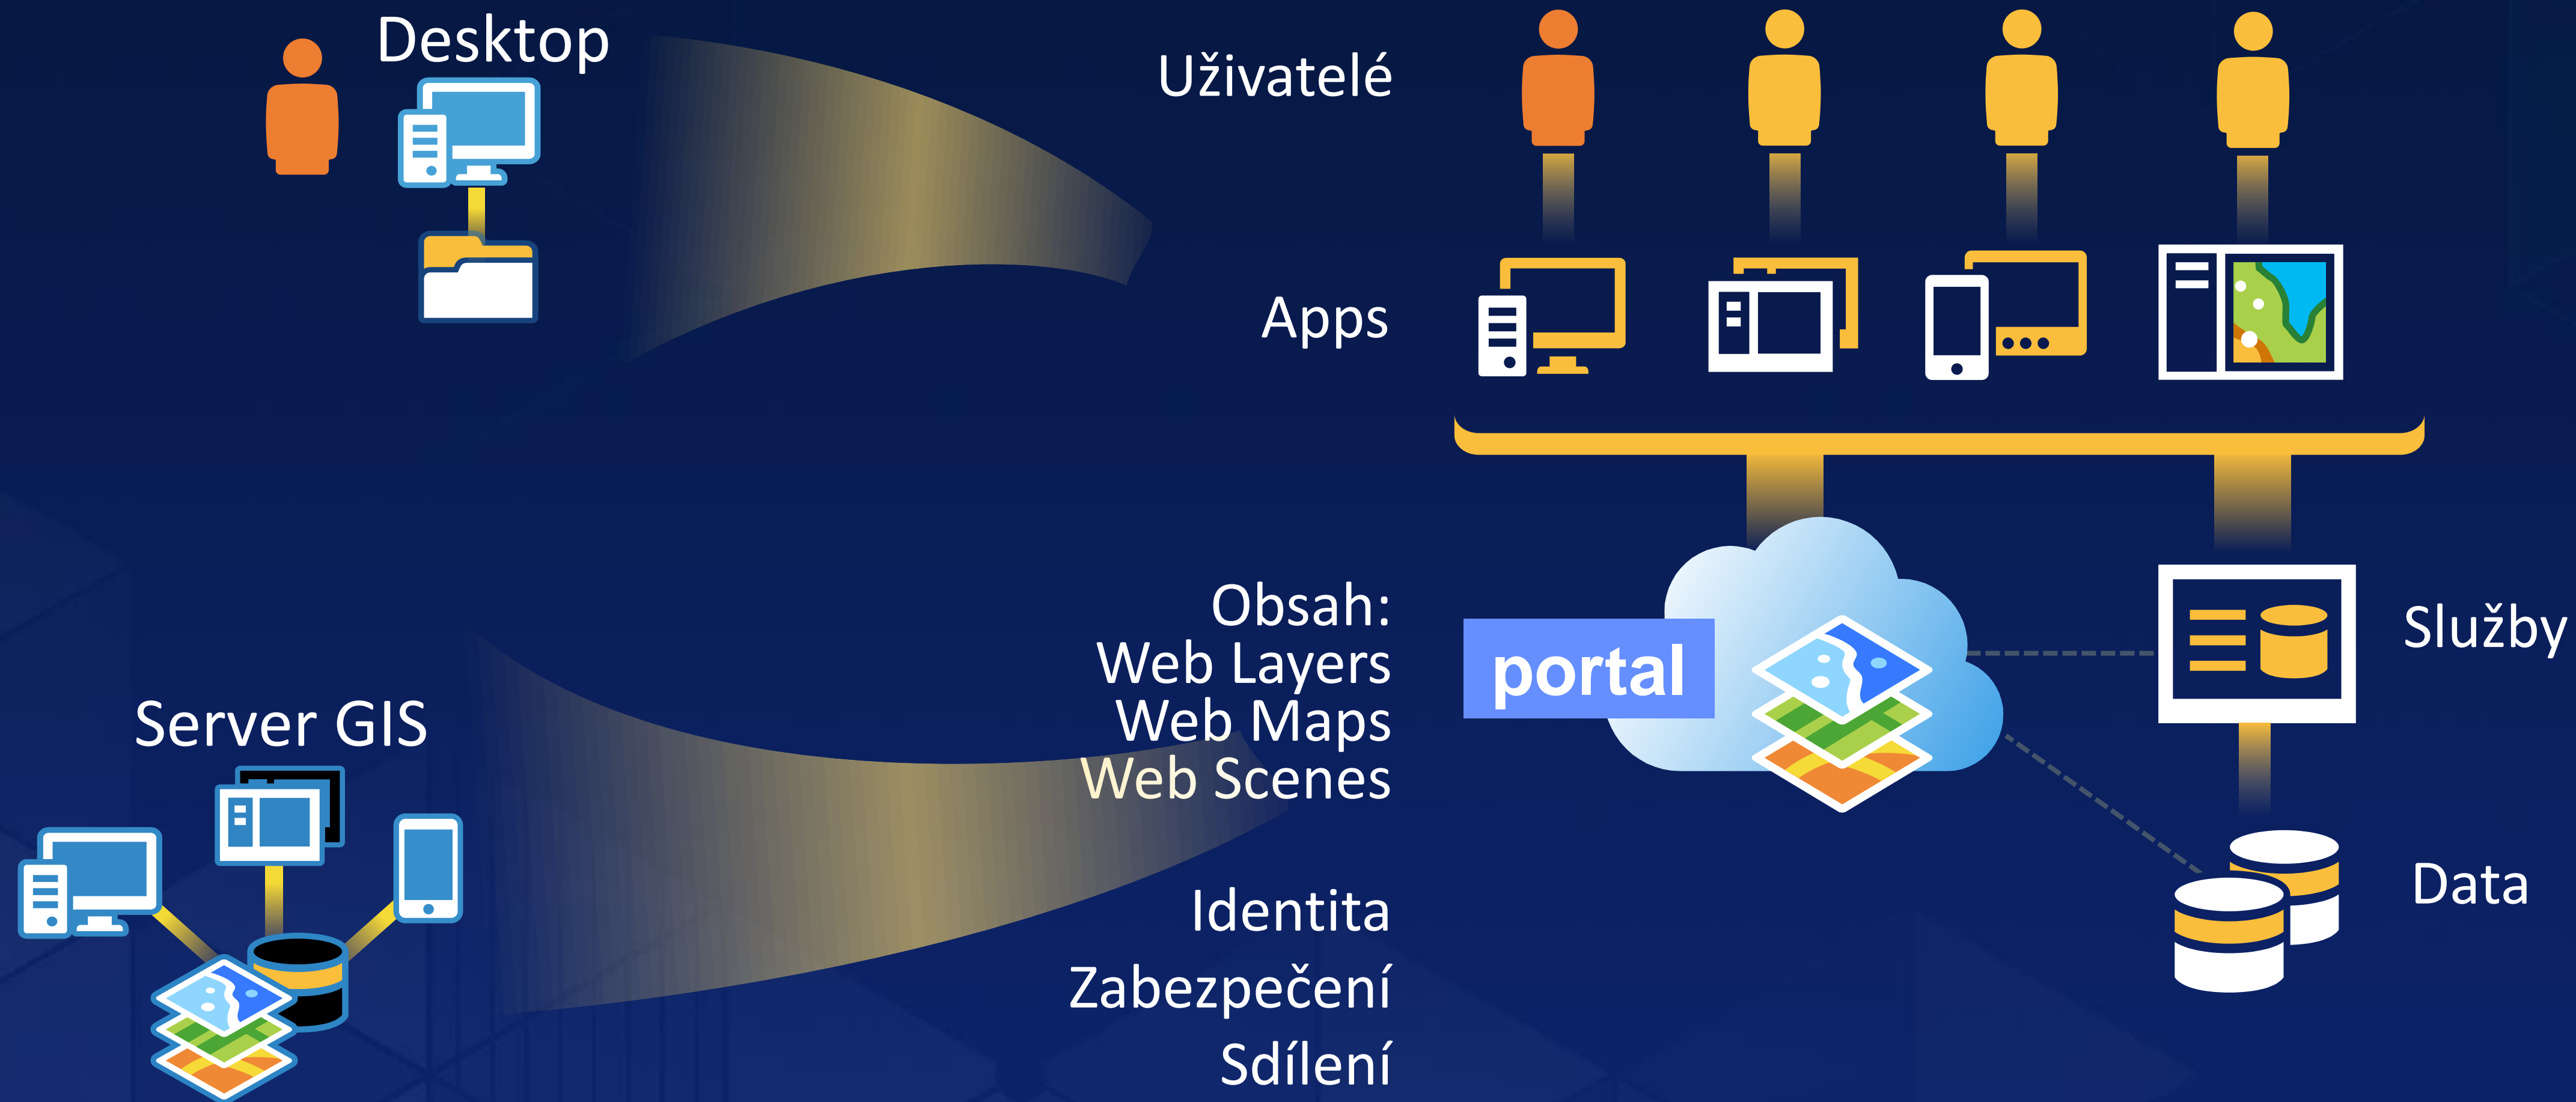 Desktop
Uživatelé
Apps
Obsah:
Web Layers
Web Maps
Web Scenes
portal
Služby
Server GIS
Data
Identita
Zabezpečení
Sdílení